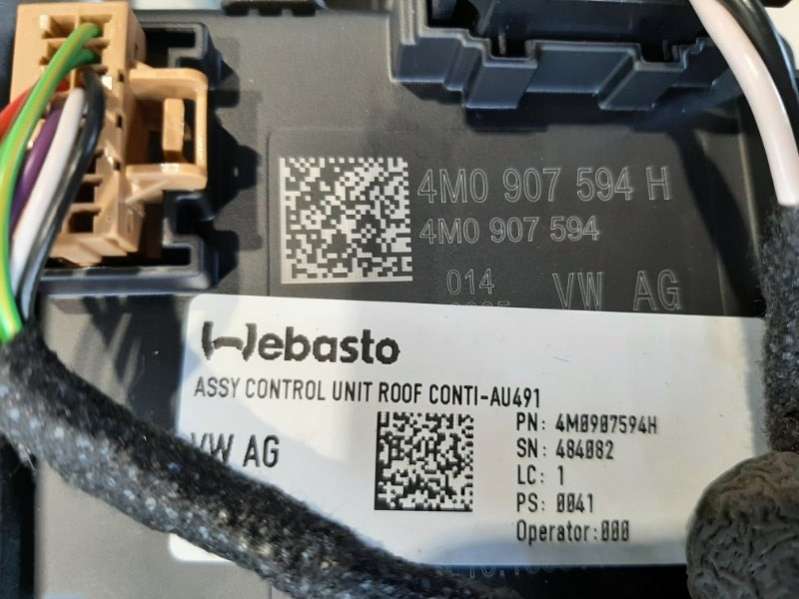 4M0 907 594 H
4M0 907 594
014
VW AG
Webasto
ASSY CONTROL UNIT ROOF CONTI-AU491
VW AG
PN: 4M0907594H
SN: 484082
LC: 1
PS: 0041
Operator:000